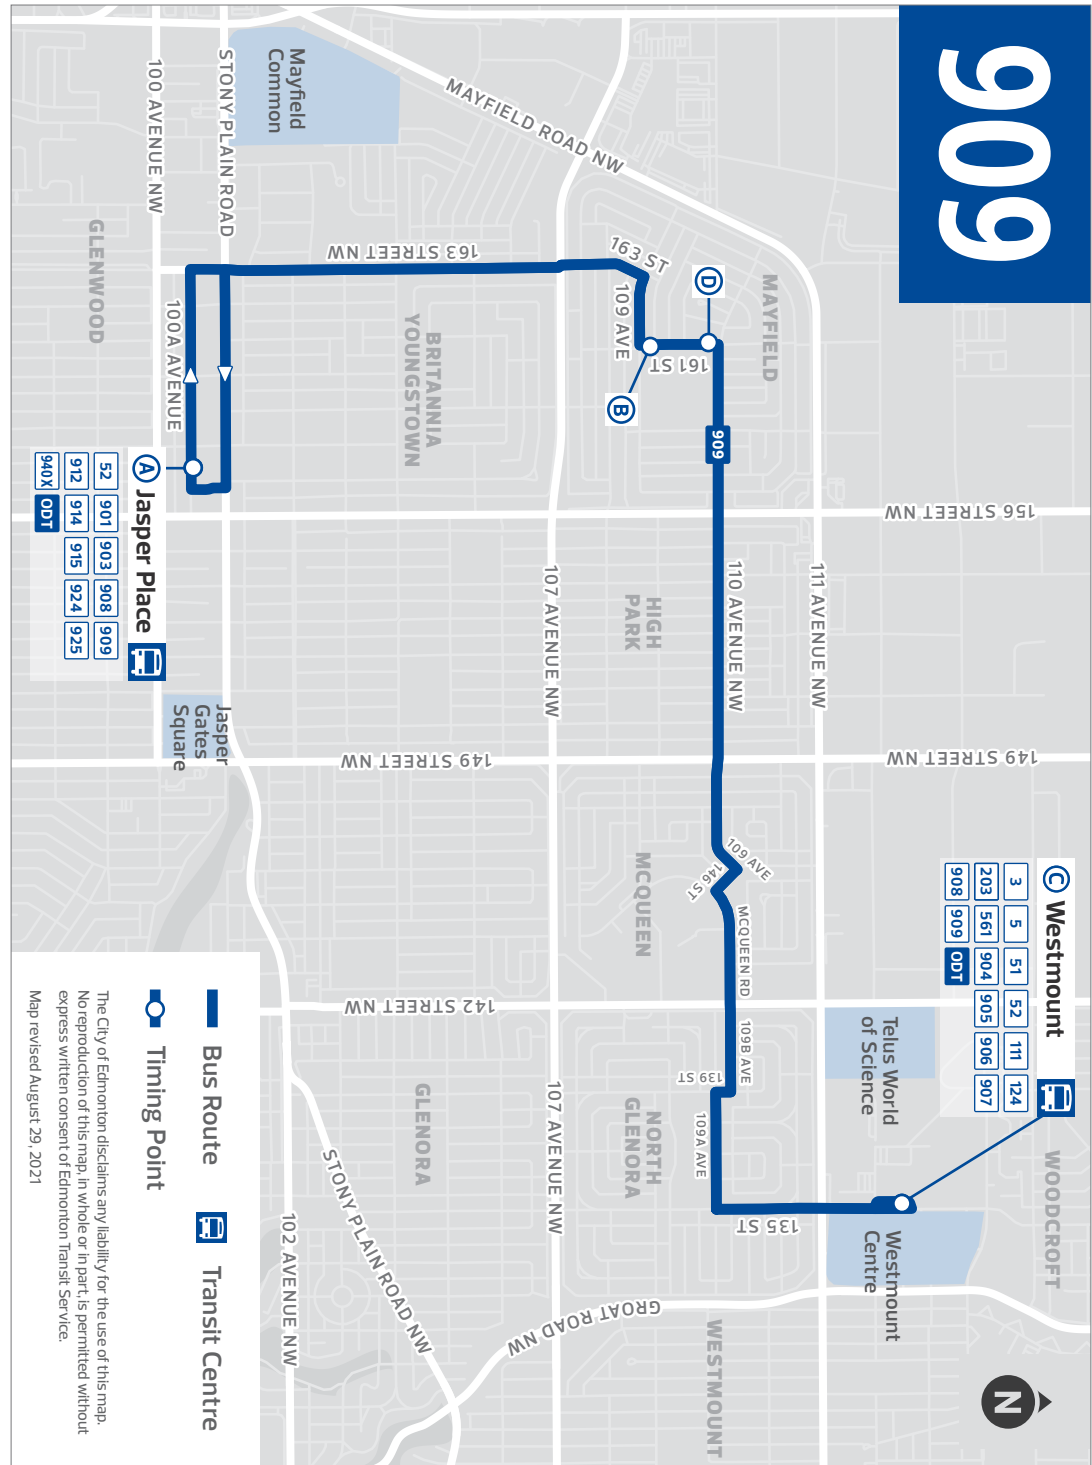 909
Mayfield
Common
100 AVENUE NW
STONY PLAIN ROAD
MAYFIELD ROAD NW
GLENWOOD
163 STREET NW
163 ST
109 AVE
161 ST
D
B
MAYFIELD
100A AVENUE
BRITANNIA
YOUNGSTOWN
909
A Jasper Place
52 901 903 908 909
912 914 915 924 925
940X ODT
156 STREET NW
107 AVENUE NW
HIGH
PARK
110 AVENUE NW
111 AVENUE NW
Jasper
Gates
Square
149 STREET NW
149 STREET NW
109 AVE
146 ST
MCQUEEN
MCQUEEN RD
C Westmount
3 5 51 52 111 124
203 561 904 905 906 907
908 909 ODT
142 STREET NW
Telus World
of Science
109B AVE
139 ST
109A AVE
NORTH
GLENORA
GLENORA
107 AVENUE NW
STONY PLAIN ROAD NW
102 AVENUE NW
135 ST
Westmount
Centre
WOODCROFT
GROAT ROAD NW
WESTMOUNT
N
Bus Route
Transit Centre
Timing Point
The City of Edmonton disclaims any liability for the use of this map.
No reproduction of this map, in whole or in part, is permitted without
express written consent of Edmonton Transit Service.
Map revised August 29, 2021